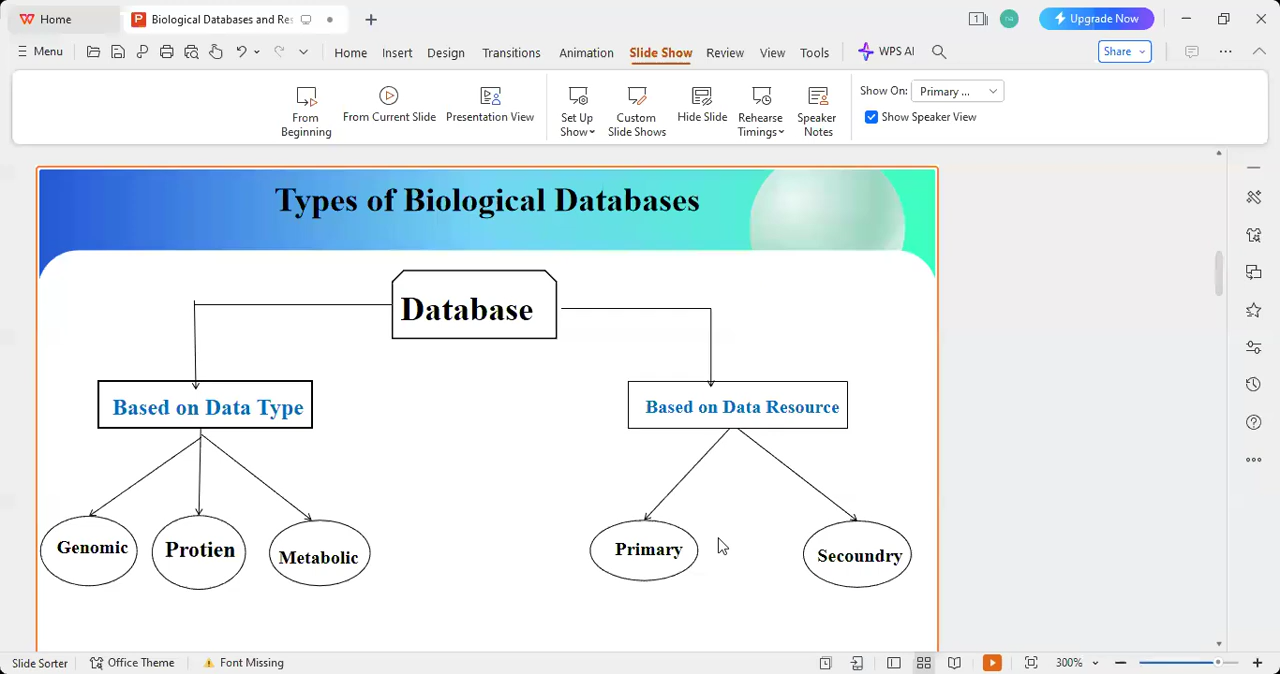 Home
Biological Databases and Res
Upgrade Now
Menu
Home Insert Design Transitions Animation Slide Show Review View Tools WPS AI
Share
From Beginning
From Current Slide
Presentation View
Set Up Show
Custom Slide Shows
Hide Slide
Rehearse Timings
Speaker Notes
Show On: Primary ...
Show Speaker View
Types of Biological Databases
Database
Based on Data Type
Based on Data Resource
Genomic
Protien
Metabolic
Primary
Secoundry
Slide Sorter
Office Theme
Font Missing
300%